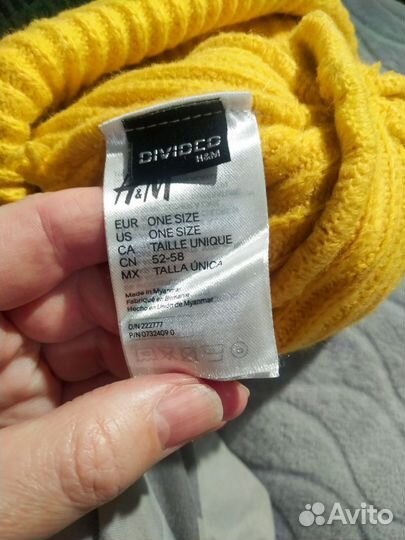 DIVIDED
H&M
H&M
EUR ONE SIZE
US ONE SIZE
CA TAILLE UNIQUE
CN 52-58
MX TALLA ÚNICA
Made in Myanmar
Fabriqué en Birmanie
Hecho en Unión de Myanmar
O/N 222777
P/N 0732409 0
Avito